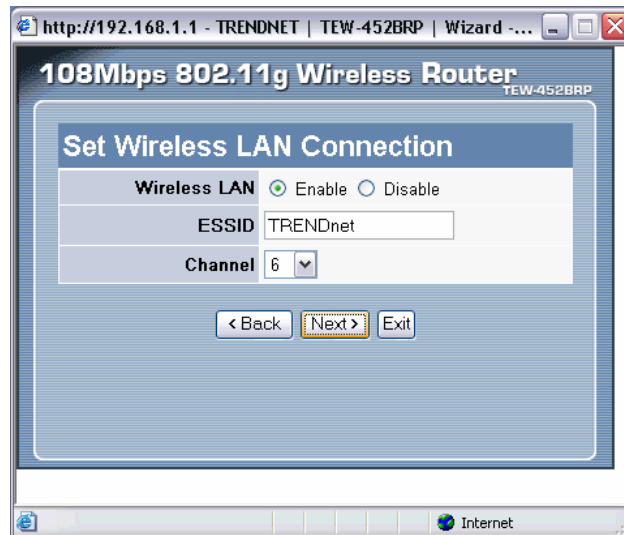 http://192.168.1.1 - TRENDNET | TEW-452BRP | Wizard -...
108Mbps 802.11g Wireless Router
TEW-452BRP
Set Wireless LAN Connection
Wireless LAN Enable Disable
ESSID TRENDnet
Channel 6
< Back Next > Exit
Internet